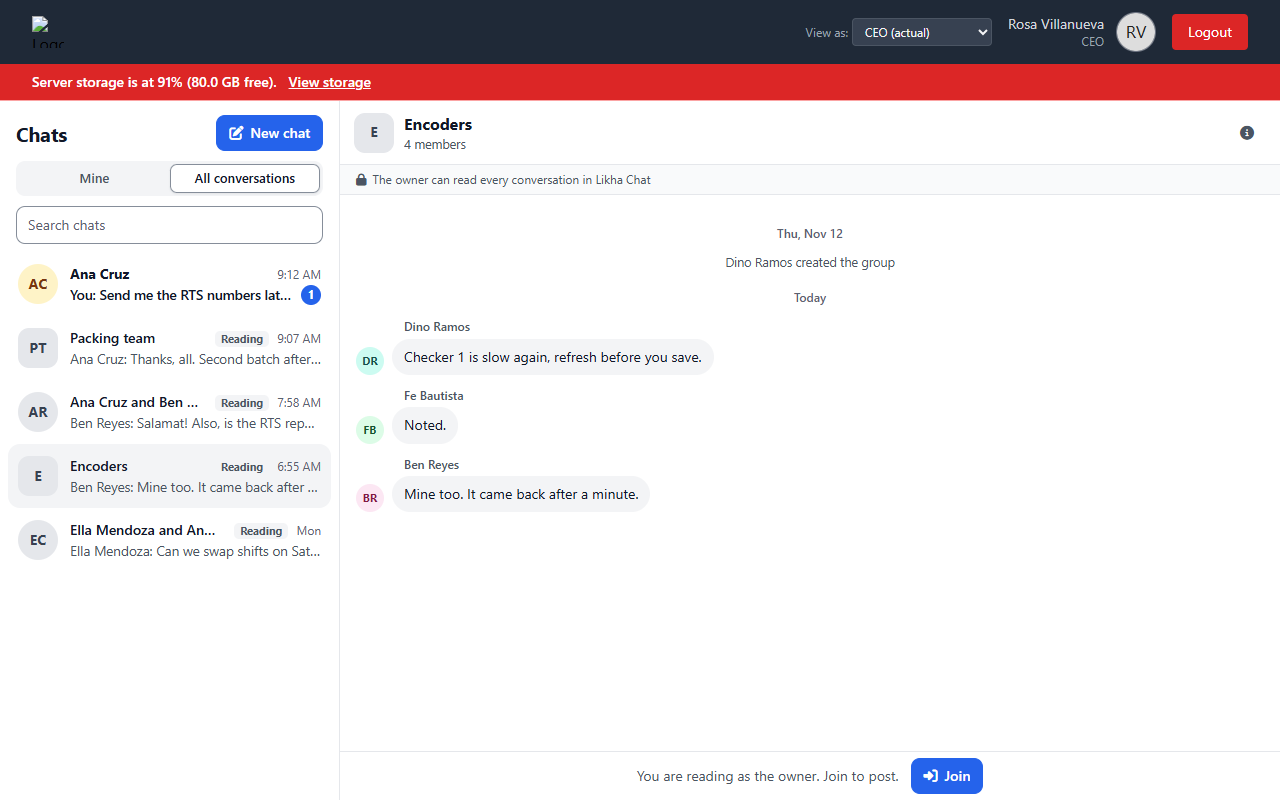 View as:
CEO (actual)
Rosa Villanueva
CEO
RV
Logout
Server storage is at 91% (80.0 GB free). View storage
Chats
New chat
Mine
All conversations
Search chats
AC
Ana Cruz
9:12 AM
You: Send me the RTS numbers lat...
1
PT
Packing team
Reading
9:07 AM
Ana Cruz: Thanks, all. Second batch after...
AR
Ana Cruz and Ben ...
Reading
7:58 AM
Ben Reyes: Salamat! Also, is the RTS rep...
E
Encoders
Reading
6:55 AM
Ben Reyes: Mine too. It came back after ...
EC
Ella Mendoza and An...
Reading
Mon
Ella Mendoza: Can we swap shifts on Sat...
E
Encoders
4 members
The owner can read every conversation in Likha Chat
Thu, Nov 12
Dino Ramos created the group
Today
Dino Ramos
DR
Checker 1 is slow again, refresh before you save.
Fe Bautista
FB
Noted.
Ben Reyes
BR
Mine too. It came back after a minute.
You are reading as the owner. Join to post.
Join